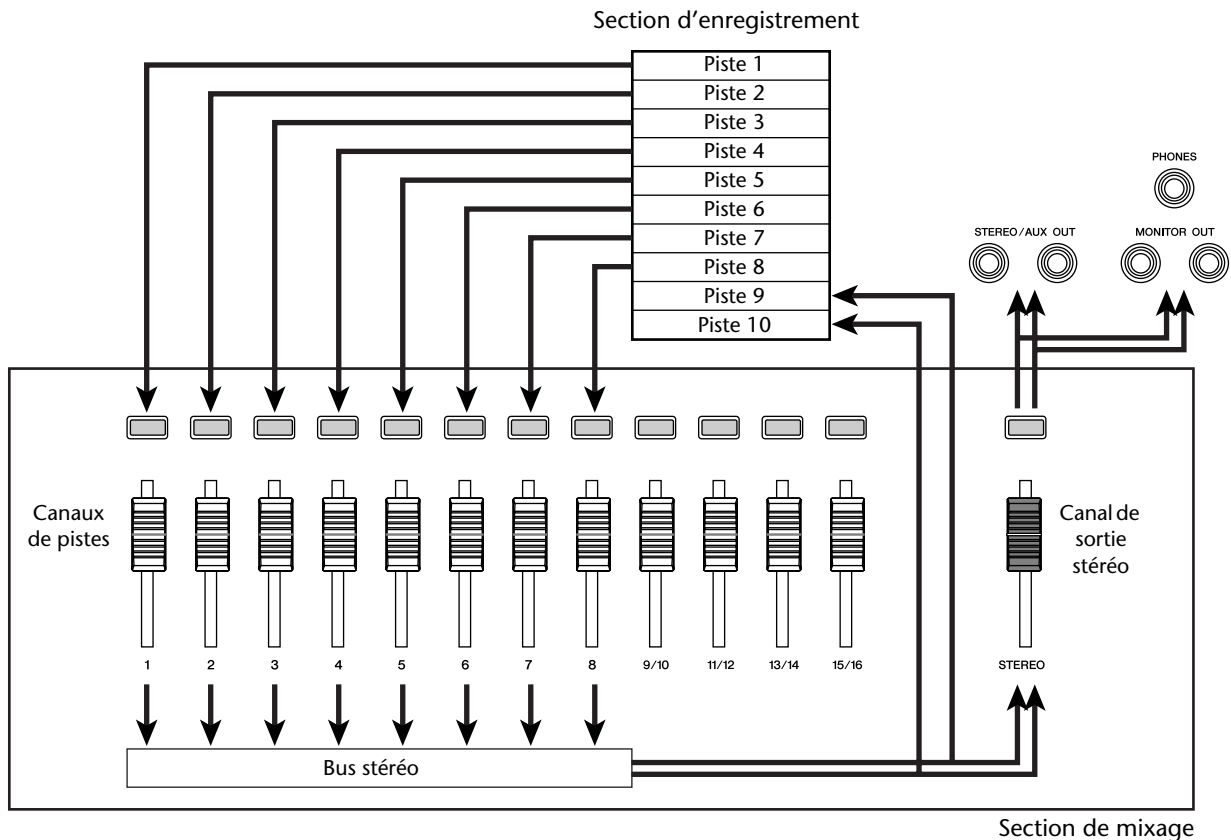 Section d'enregistrement
Piste 1
Piste 2
Piste 3
Piste 4
Piste 5
Piste 6
Piste 7
Piste 8
Piste 9
Piste 10
PHONES
STEREO/AUX OUT
MONITOR OUT
Canaux
de pistes
Canal de
sortie
stéréo
1 2 3 4 5 6 7 8 9/10 11/12 13/14 15/16 STEREO
Bus stéréo
Section de mixage